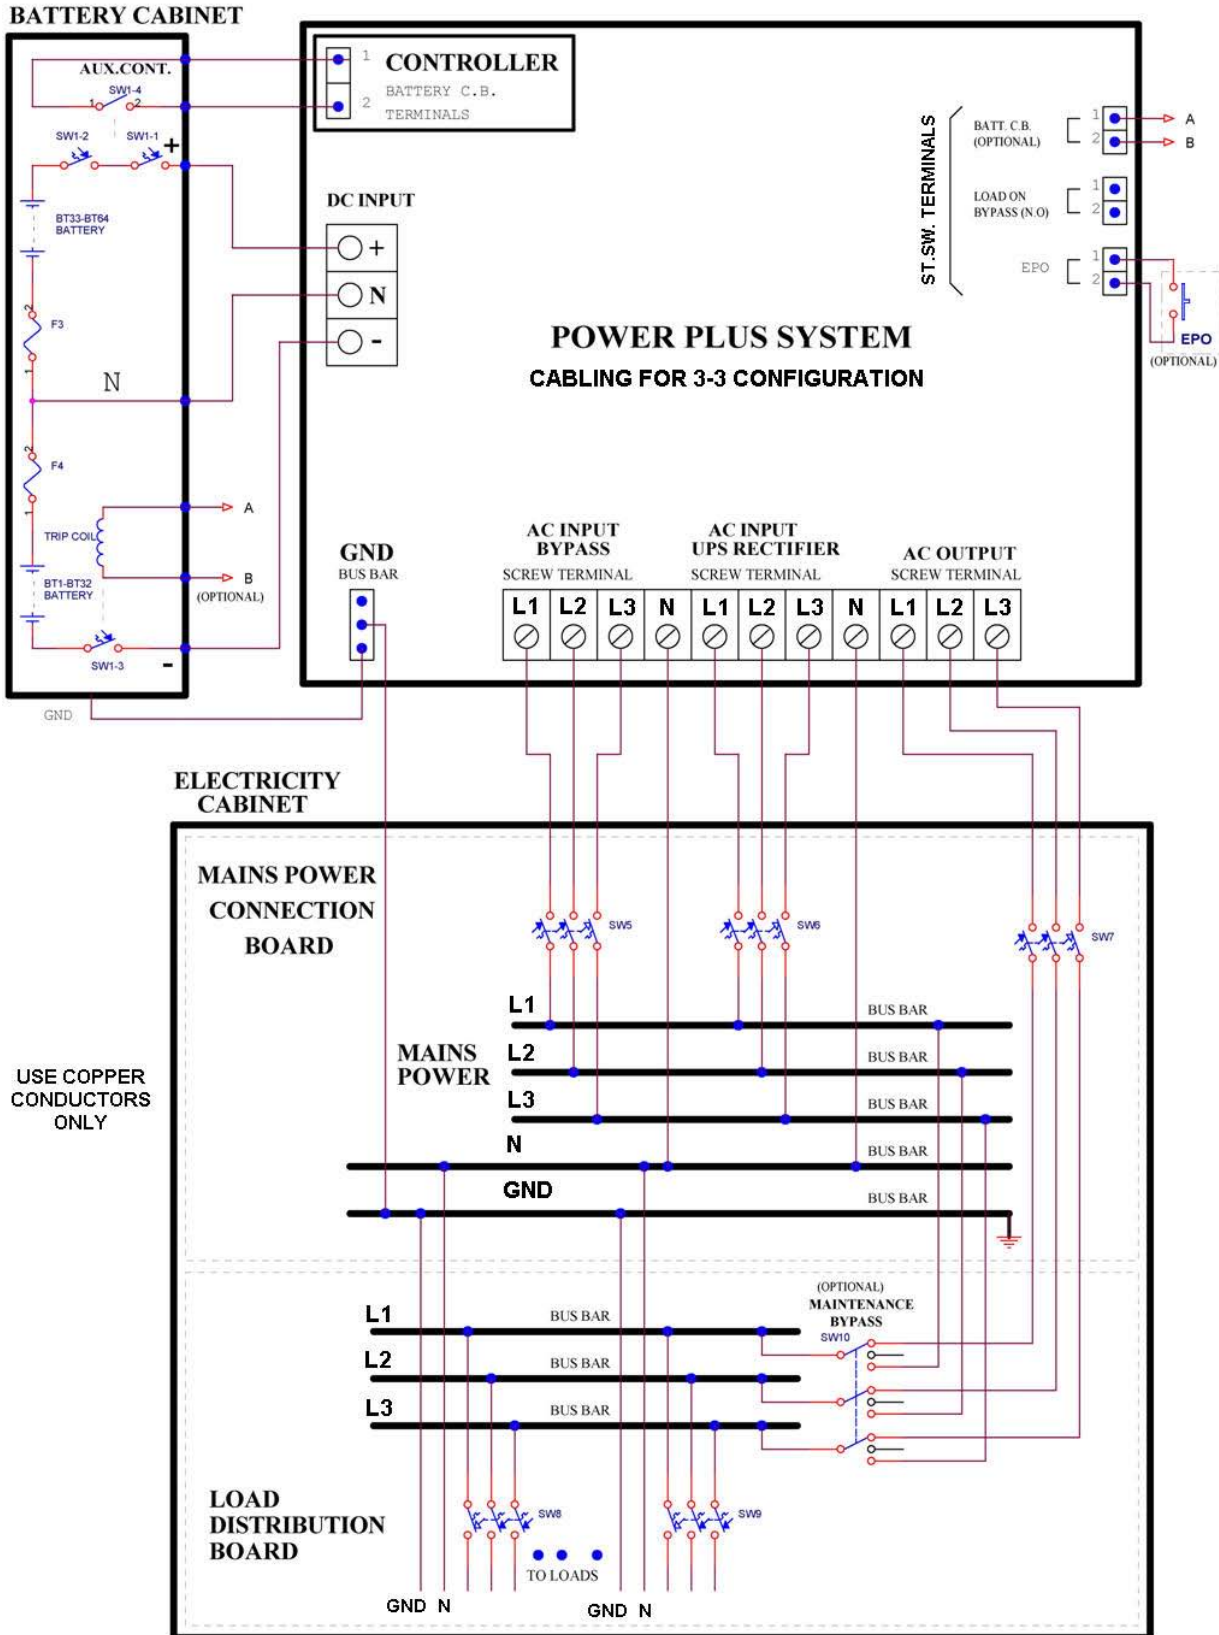 BATTERY CABINET
AUX.CONT.
SW1-4
1 2
SW1-2 SW1-1 +
BT33-BT64
BATTERY
2
F3
1
N
2
F4
1
TRIP COIL
A
B
(OPTIONAL)
BT1-BT32
BATTERY
SW1-3
-
GND
1
2
CONTROLLER
BATTERY C.B.
TERMINALS
DC INPUT
+
N
-
ST.SW. TERMINALS
BATT. C.B.
(OPTIONAL)
1
2
A
B
LOAD ON
BYPASS (N.O)
1
2
EPO
1
2
EPO
(OPTIONAL)
POWER PLUS SYSTEM
CABLING FOR 3-3 CONFIGURATION
GND
BUS BAR
AC INPUT
BYPASS
SCREW TERMINAL
AC INPUT
UPS RECTIFIER
SCREW TERMINAL
AC OUTPUT
SCREW TERMINAL
L1 L2 L3 N L1 L2 L3 N L1 L2 L3
ELECTRICITY
CABINET
MAINS POWER
CONNECTION
BOARD
SW5
SW6
SW7
MAINS
POWER
L1 BUS BAR
L2 BUS BAR
L3 BUS BAR
N BUS BAR
GND BUS BAR
USE COPPER
CONDUCTORS
ONLY
(OPTIONAL)
MAINTENANCE
BYPASS
SW10
L1 BUS BAR
L2 BUS BAR
L3 BUS BAR
LOAD
DISTRIBUTION
BOARD
SW8
SW9
TO LOADS
GND N
GND N